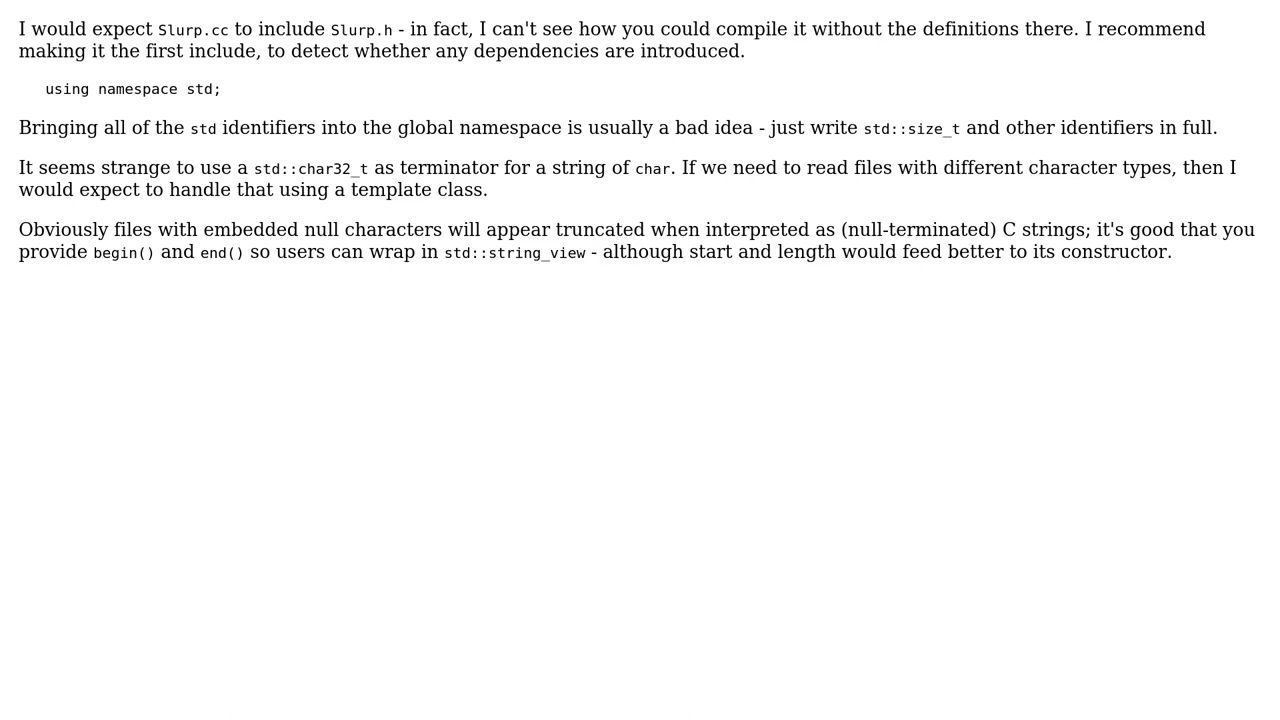 I would expect Slurp.cc to include Slurp.h - in fact, I can't see how you could compile it without the definitions there. I recommend
making it the first include, to detect whether any dependencies are introduced.
using namespace std;
Bringing all of the std identifiers into the global namespace is usually a bad idea - just write std::size_t and other identifiers in full.
It seems strange to use a std::char32_t as terminator for a string of char. If we need to read files with different character types, then I
would expect to handle that using a template class.
Obviously files with embedded null characters will appear truncated when interpreted as (null-terminated) C strings; it's good that you
provide begin() and end() so users can wrap in std::string_view - although start and length would feed better to its constructor.